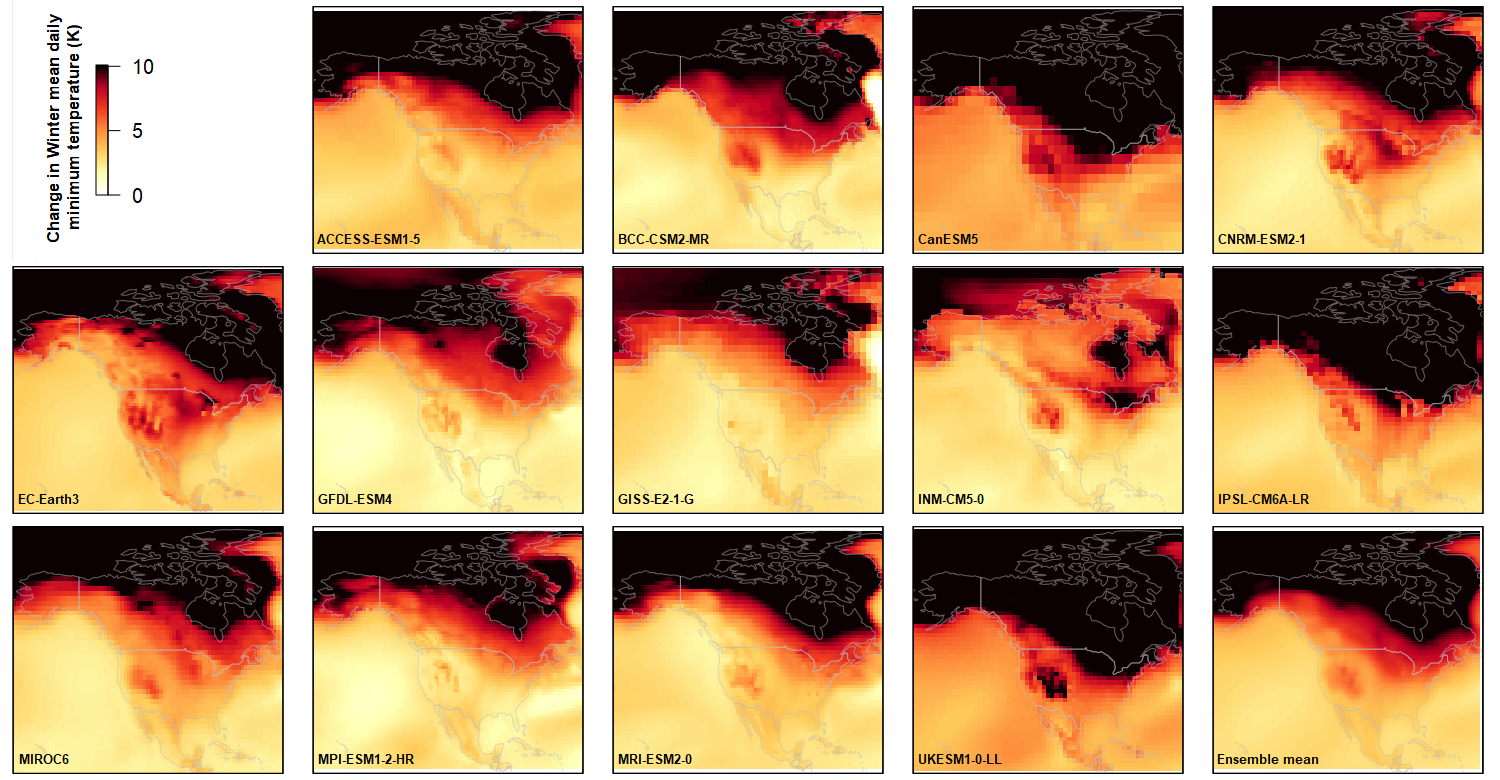 Change in Winter mean daily
minimum temperature (K)
10
5
0
ACCESS-ESM1-5
BCC-CSM2-MR
CanESM5
CNRM-ESM2-1
EC-Earth3
GFDL-ESM4
GISS-E2-1-G
INM-CM5-0
IPSL-CM6A-LR
MIROC6
MPI-ESM1-2-HR
MRI-ESM2-0
UKESM1-0-LL
Ensemble mean